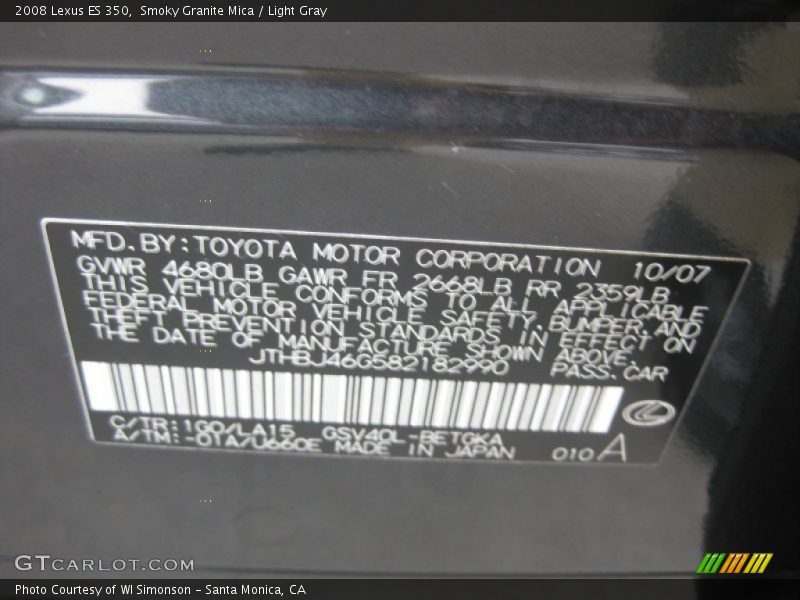 2008 Lexus ES 350,  Smoky Granite Mica / Light Gray
MFD.BY:TOYOTA MOTOR CORPORATION 10/07
GVWR 4680LB GAWR FR 2668LB RR 2359LB
THIS VEHICLE CONFORMS TO ALL APPLICABLE
FEDERAL MOTOR VEHICLE SAFETY,BUMPER,AND
THEFT PREVENTION STANDARDS IN EFFECT ON
THE DATE OF MANUFACTURE SHOWN ABOVE.
JTHBJ46G582182990 PASS.CAR
C/TR:1G0/LA15 GSV40L-BETGKA
A/TM:-01A/U660E MADE IN JAPAN 010A
GTCARLOT.COM
Photo Courtesy of WI Simonson - Santa Monica, CA